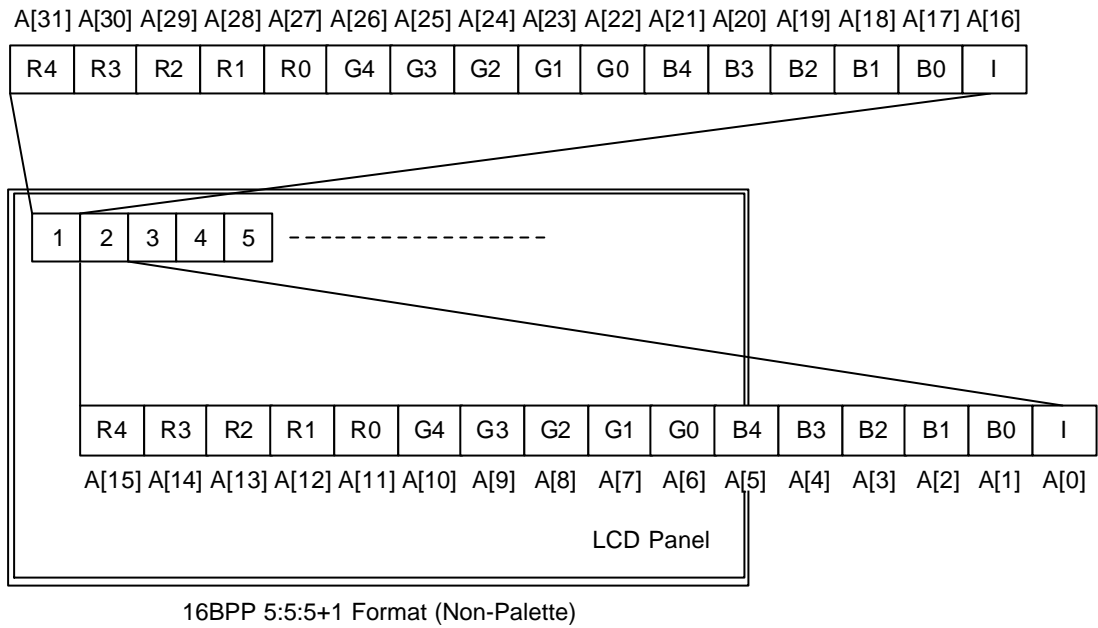 A[31] A[30] A[29] A[28] A[27] A[26] A[25] A[24] A[23] A[22] A[21] A[20] A[19] A[18] A[17] A[16]
R4 R3 R2 R1 R0 G4 G3 G2 G1 G0 B4 B3 B2 B1 B0 I
1 2 3 4 5
R4 R3 R2 R1 R0 G4 G3 G2 G1 G0 B4 B3 B2 B1 B0 I
A[15] A[14] A[13] A[12] A[11] A[10] A[9] A[8] A[7] A[6] A[5] A[4] A[3] A[2] A[1] A[0]
LCD Panel
16BPP 5:5:5+1 Format (Non-Palette)